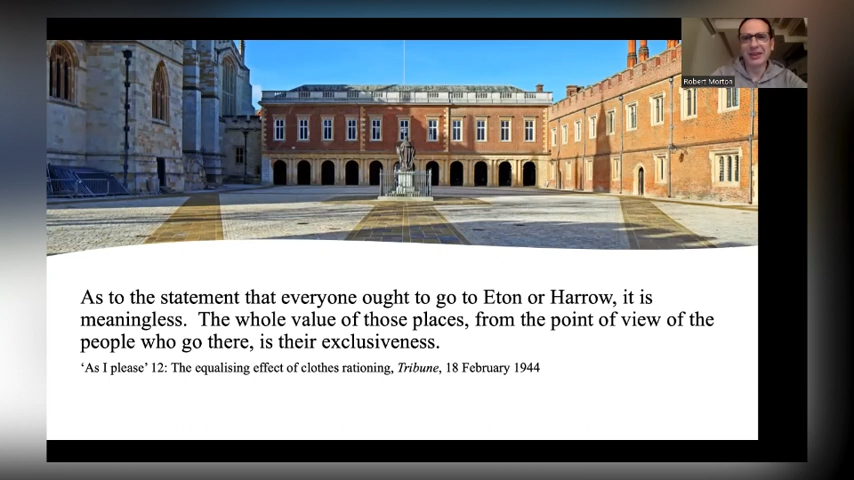 Robert Morton
As to the statement that everyone ought to go to Eton or Harrow, it is
meaningless.  The whole value of those places, from the point of view of the
people who go there, is their exclusiveness.
‘As I please’ 12: The equalising effect of clothes rationing, Tribune, 18 February 1944